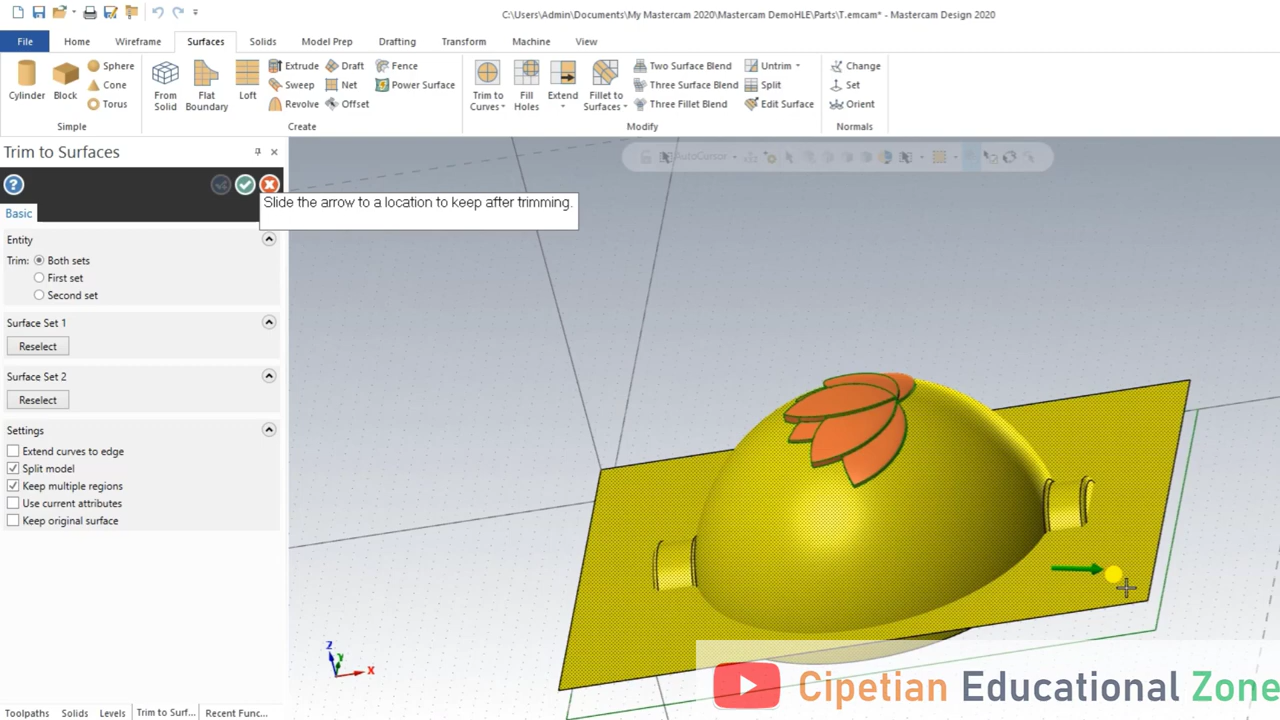 C:\Users\Admin\Documents\My Mastercam 2020\Mastercam DemoHLE\Parts\T.emcam* - Mastercam Design 2020
File Home Wireframe Surfaces Solids Model Prep Drafting Transform Machine View
Cylinder Block Sphere Cone Torus
Simple
From Solid Flat Boundary Loft Extrude Sweep Revolve Draft Net Offset Fence Power Surface
Create
Trim to Curves Fill Holes Extend Fillet to Surfaces Two Surface Blend Three Surface Blend Three Fillet Blend Untrim Split Edit Surface
Modify
Change Set Orient
Normals
Trim to Surfaces
AutoCursor
Slide the arrow to a location to keep after trimming.
Basic
Entity
Trim: Both sets
First set
Second set
Surface Set 1
Reselect
Surface Set 2
Reselect
Settings
Extend curves to edge
Split model
Keep multiple regions
Use current attributes
Keep original surface
Z
Y
X
Cipetian Educational Zone
Toolpaths Solids Levels Trim to Surf... Recent Func...